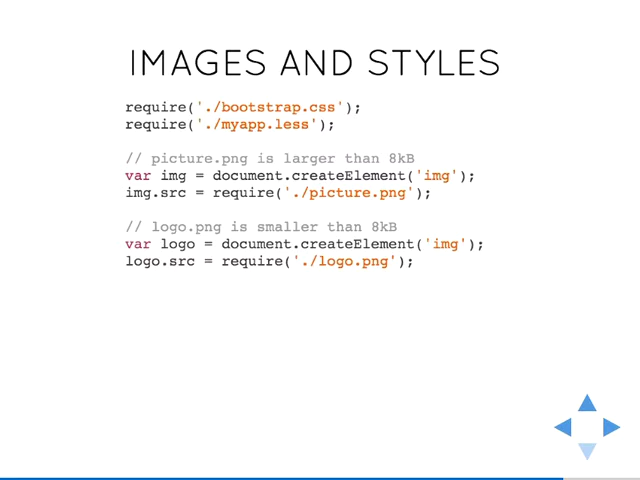 IMAGES AND STYLES
require('./bootstrap.css');
require('./myapp.less');
// picture.png is larger than 8kB
var img = document.createElement('img');
img.src = require('./picture.png');
// logo.png is smaller than 8kB
var logo = document.createElement('img');
logo.src = require('./logo.png');